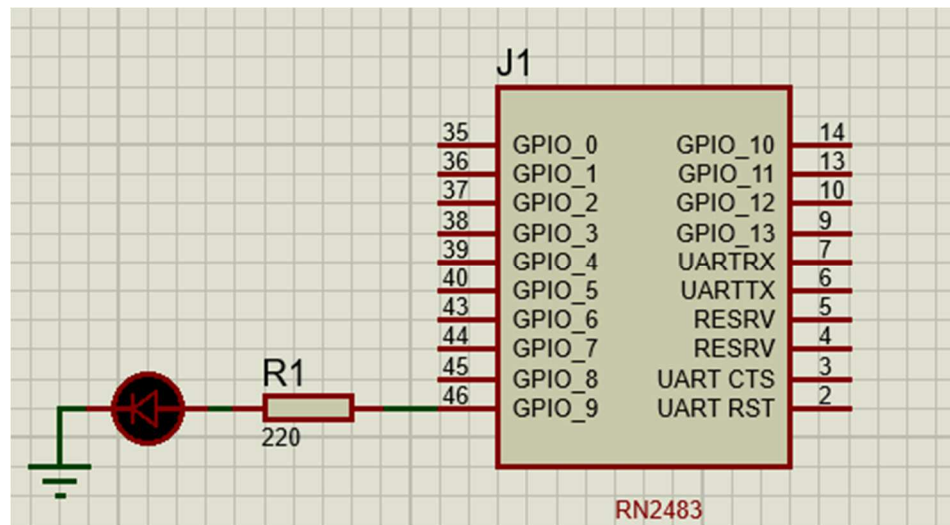 J1
35 GPIO_0 GPIO_10 14
36 GPIO_1 GPIO_11 13
37 GPIO_2 GPIO_12 10
38 GPIO_3 GPIO_13 9
39 GPIO_4 UARTRX 7
40 GPIO_5 UARTTX 6
43 GPIO_6 RESRV 5
44 GPIO_7 RESRV 4
45 GPIO_8 UART CTS 3
R1
46 GPIO_9 UART RST 2
220
RN2483